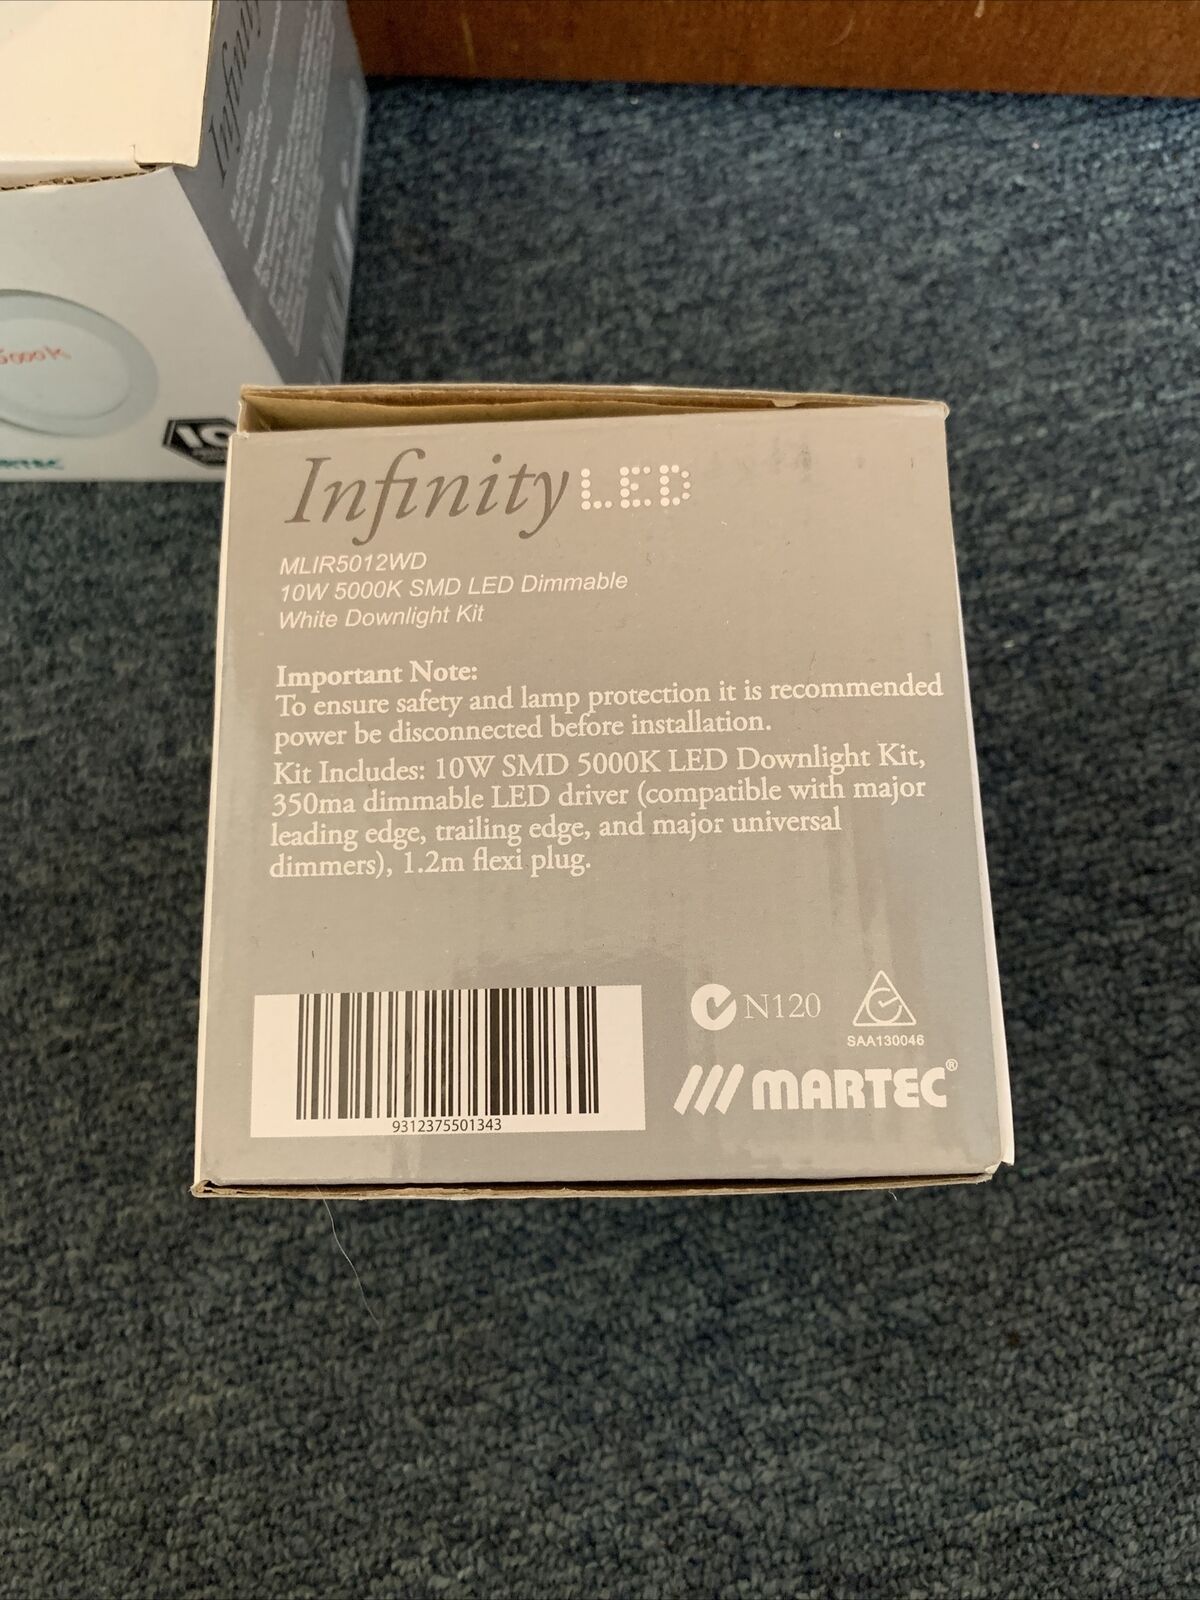 Infinity
5000K
10
Infinity LED
MLIR5012WD
10W 5000K SMD LED Dimmable
White Downlight Kit
Important Note:
To ensure safety and lamp protection it is recommended
power be disconnected before installation.
Kit Includes: 10W SMD 5000K LED Downlight Kit,
350ma dimmable LED driver (compatible with major
leading edge, trailing edge, and major universal
dimmers), 1.2m flexi plug.
9312375501343
N120
SAA130046
MARTEC®